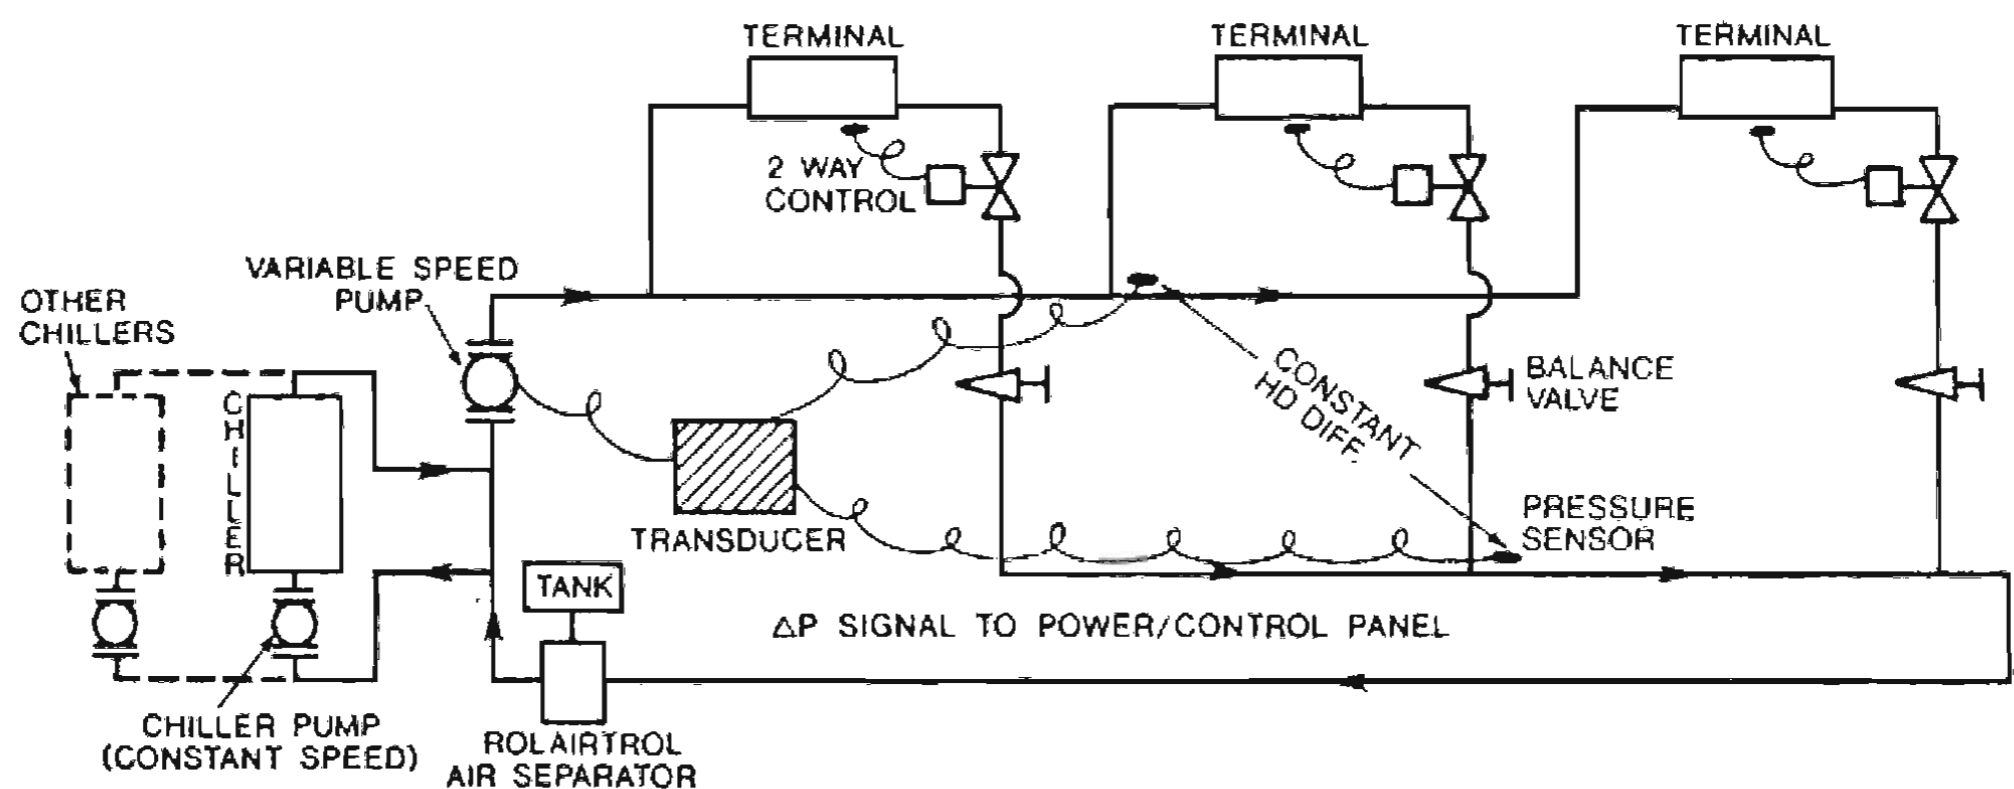 TERMINAL
TERMINAL
TERMINAL
2 WAY
CONTROL
VARIABLE SPEED
PUMP
OTHER
CHILLERS
CHILLER
CONSTANT
HD DIFF.
BALANCE
VALVE
TRANSDUCER
PRESSURE
SENSOR
TANK
ΔP SIGNAL TO POWER/CONTROL PANEL
CHILLER PUMP
(CONSTANT SPEED)
ROLAIRTROL
AIR SEPARATOR